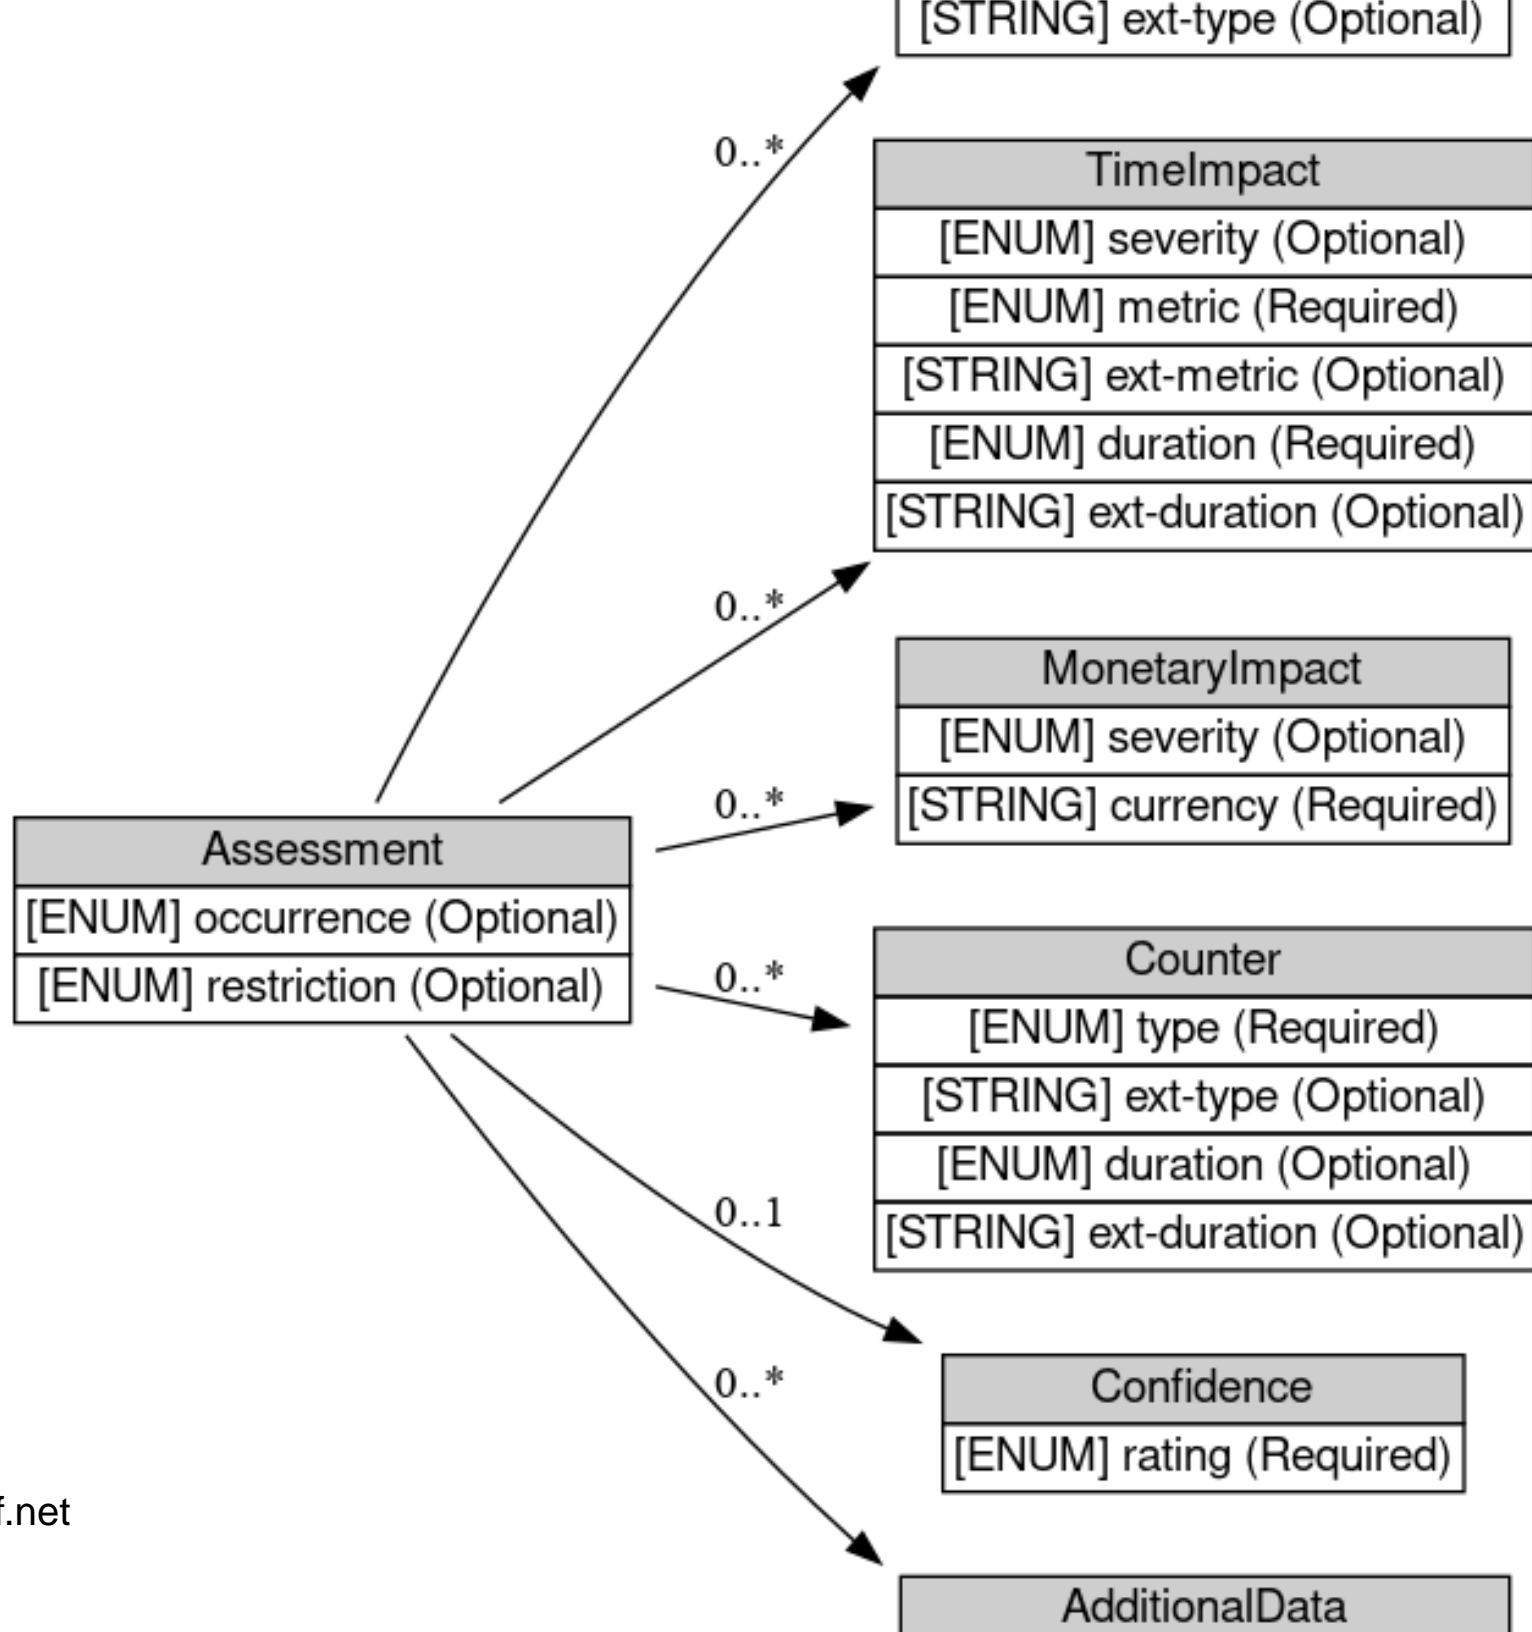 [STRING] ext-type (Optional)
0..*
TimeImpact
[ENUM] severity (Optional)
[ENUM] metric (Required)
[STRING] ext-metric (Optional)
[ENUM] duration (Required)
[STRING] ext-duration (Optional)
0..*
MonetaryImpact
[ENUM] severity (Optional)
[STRING] currency (Required)
0..*
Assessment
[ENUM] occurrence (Optional)
[ENUM] restriction (Optional)
0..*
Counter
[ENUM] type (Required)
[STRING] ext-type (Optional)
[ENUM] duration (Optional)
[STRING] ext-duration (Optional)
0..1
Confidence
[ENUM] rating (Required)
0..*
f.net
AdditionalData